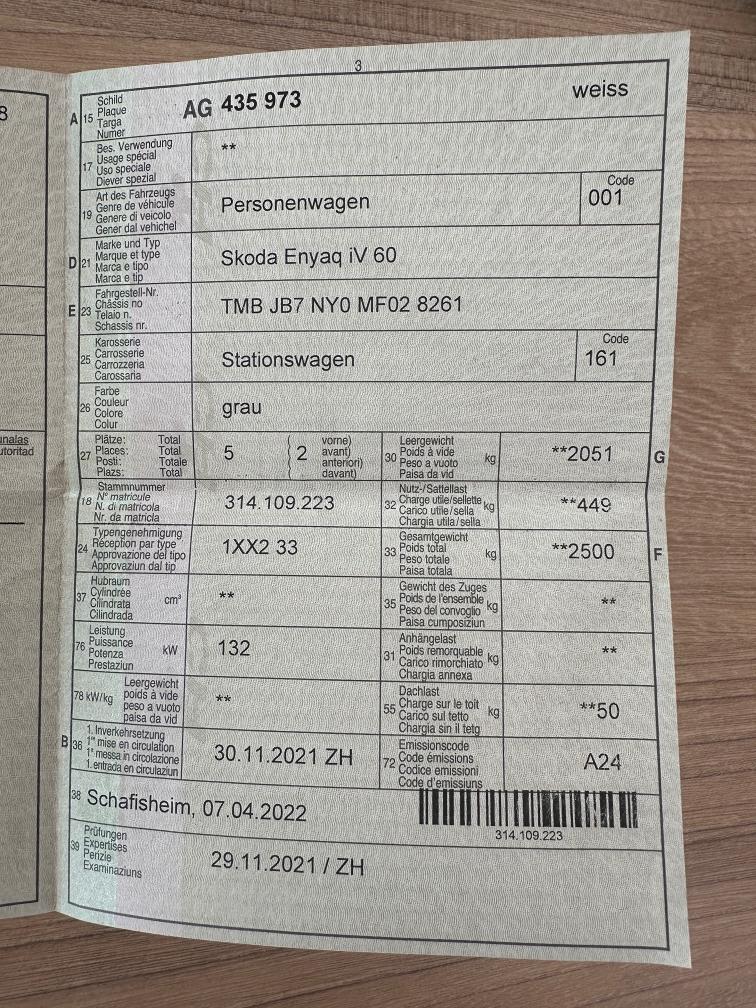 3
A 15 Schild
Plaque
Targa
Numer
AG 435 973 weiss
17 Bes. Verwendung
Usage spécial
Uso speciale
Diever spezial
**
19 Art des Fahrzeugs
Genre de véhicule
Genere di veicolo
Gener dal vehichel
Personenwagen
Code
001
D 21 Marke und Typ
Marque et type
Marca e tipo
Marca e tip
Skoda Enyaq iV 60
E 23 Fahrgestell-Nr.
Châssis no
Telaio n.
Schassis nr.
TMB JB7 NY0 MF02 8261
25 Karosserie
Carrosserie
Carrozzeria
Carossaria
Stationswagen
Code
161
26 Farbe
Couleur
Colore
Colur
grau
27 Plätze: Total
Places: Total
Posti: Totale
Plazs: Total
5
( 2 vorne)
avant)
anteriori)
( davant)
30 Leergewicht
Poids à vide
Peso a vuoto
Paisa da vid
kg
**2051
G
18 Stammnummer
N° matricule
N. di matricola
Nr. da matricla
314.109.223
32 Nutz-/Sattellast
Charge utile/sellette
Carico utile/sella
Chargia utila/sella
kg
**449
24 Typengenehmigung
Réception par type
Approvazione del tipo
Approvaziun dal tip
1XX2 33
33 Gesamtgewicht
Poids total
Peso totale
Paisa totala
kg
**2500
F
37 Hubraum
Cylindrée
Cilindrata
Cilindrada
cm³
**
35 Gewicht des Zuges
Poids de l'ensemble
Peso del convoglio
Paisa cumposiziun
kg
**
76 Leistung
Puissance
Potenza
Prestaziun
kW
132
31 Anhängelast
Poids remorquable
Carico rimorchiato
Chargia annexa
kg
**
78 kW/kg Leergewicht
poids à vide
peso a vuoto
paisa da vid
**
55 Dachlast
Charge sur le toit
Carico sul tetto
Chargia sin il tetg
kg
**50
B 36 1. Inverkehrsetzung
1re mise en circulation
1a messa in circolazione
1. entrada en circulaziun
30.11.2021 ZH
72 Emissionscode
Code émissions
Codice emissioni
Code d'emissiuns
A24
38 Schafisheim, 07.04.2022
314.109.223
39 Prüfungen
Expertises
Perizie
Examinaziuns
29.11.2021 / ZH
8